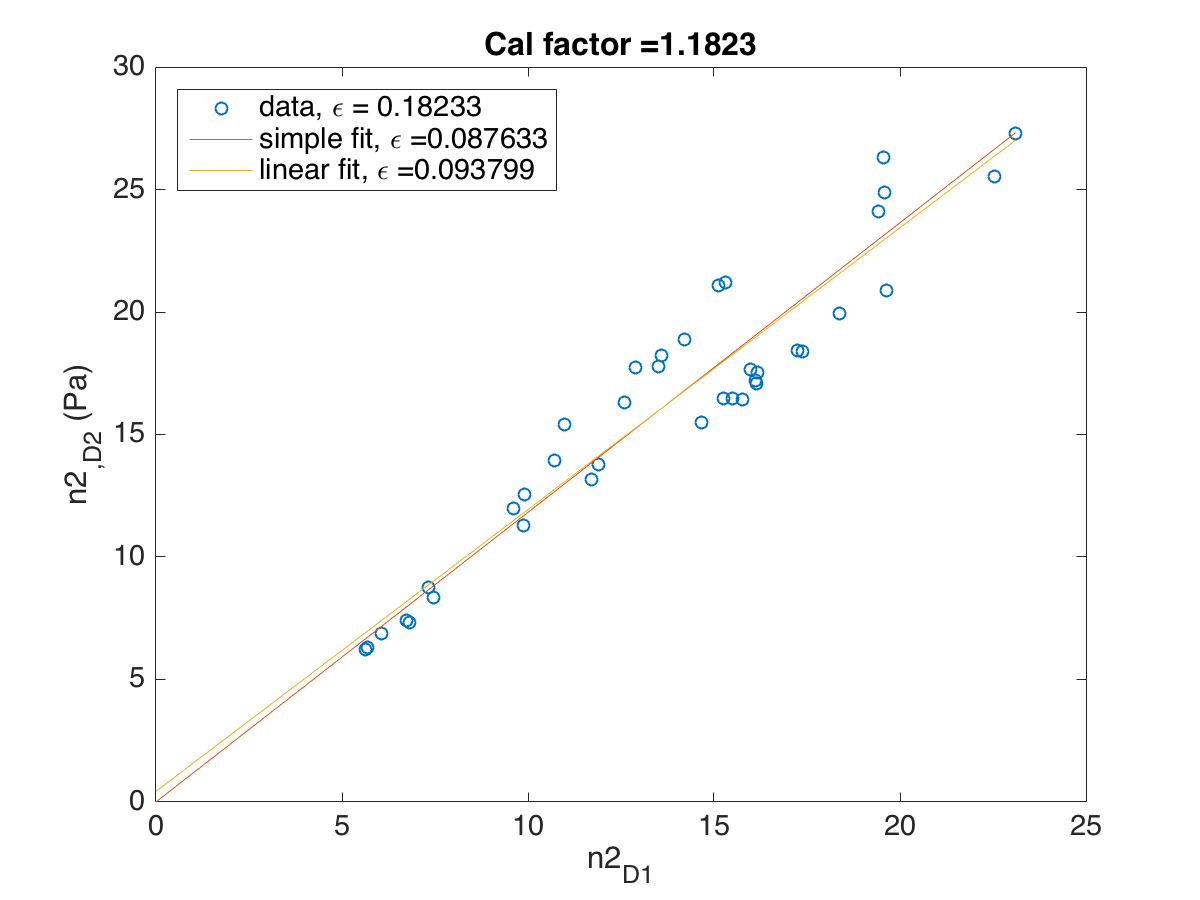 Cal factor =1.1823
data, ϵ = 0.18233
simple fit, ϵ =0.087633
linear fit, ϵ =0.093799
30
25
20
15
10
5
0
n2,D2 (Pa)
0 5 10 15 20 25
n2D1